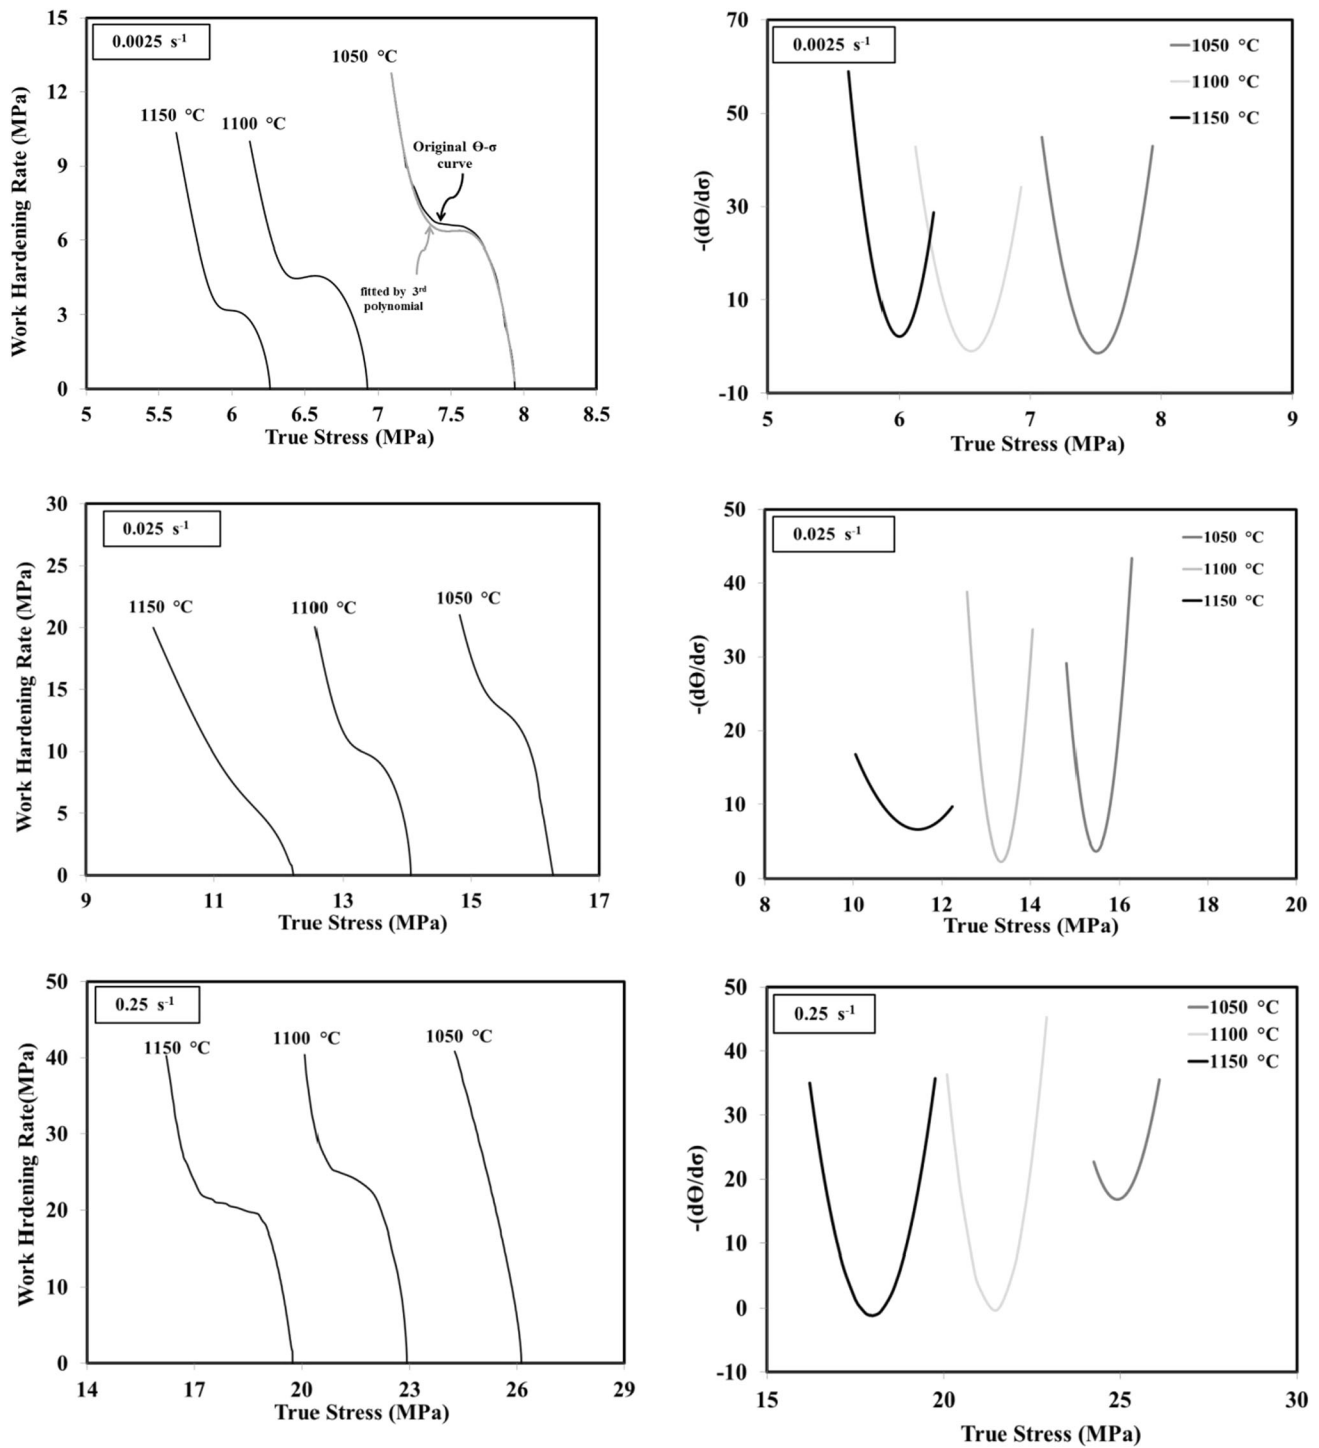 15
12
9
6
3
0
Work Hardening Rate (MPa)
0.0025 s-1
1150 °C
1100 °C
1050 °C
Original Θ-σ
curve
fitted by 3rd
polynomial
5
5.5
6
6.5
7
7.5
8
8.5
True Stress (MPa)
70
50
30
10
-10
-(dΘ/dσ)
0.0025 s-1
1050 °C
1100 °C
1150 °C
5
6
7
8
9
True Stress (MPa)
30
25
20
15
10
5
0
Work Hardening Rate (MPa)
0.025 s-1
1150 °C
1100 °C
1050 °C
9
11
13
15
17
True Stress (MPa)
50
40
30
20
10
0
-(dΘ/dσ)
0.025 s-1
1050 °C
1100 °C
1150 °C
8
10
12
14
16
18
20
True Stress (MPa)
50
40
30
20
10
0
Work Hrdening Rate(MPa)
0.25 s-1
1150 °C
1100 °C
1050 °C
14
17
20
23
26
29
True Stress (MPa)
50
40
30
20
10
0
-10
-(dΘ/dσ)
0.25 s-1
1050 °C
1100 °C
1150 °C
15
20
25
30
True Stress (MPa)